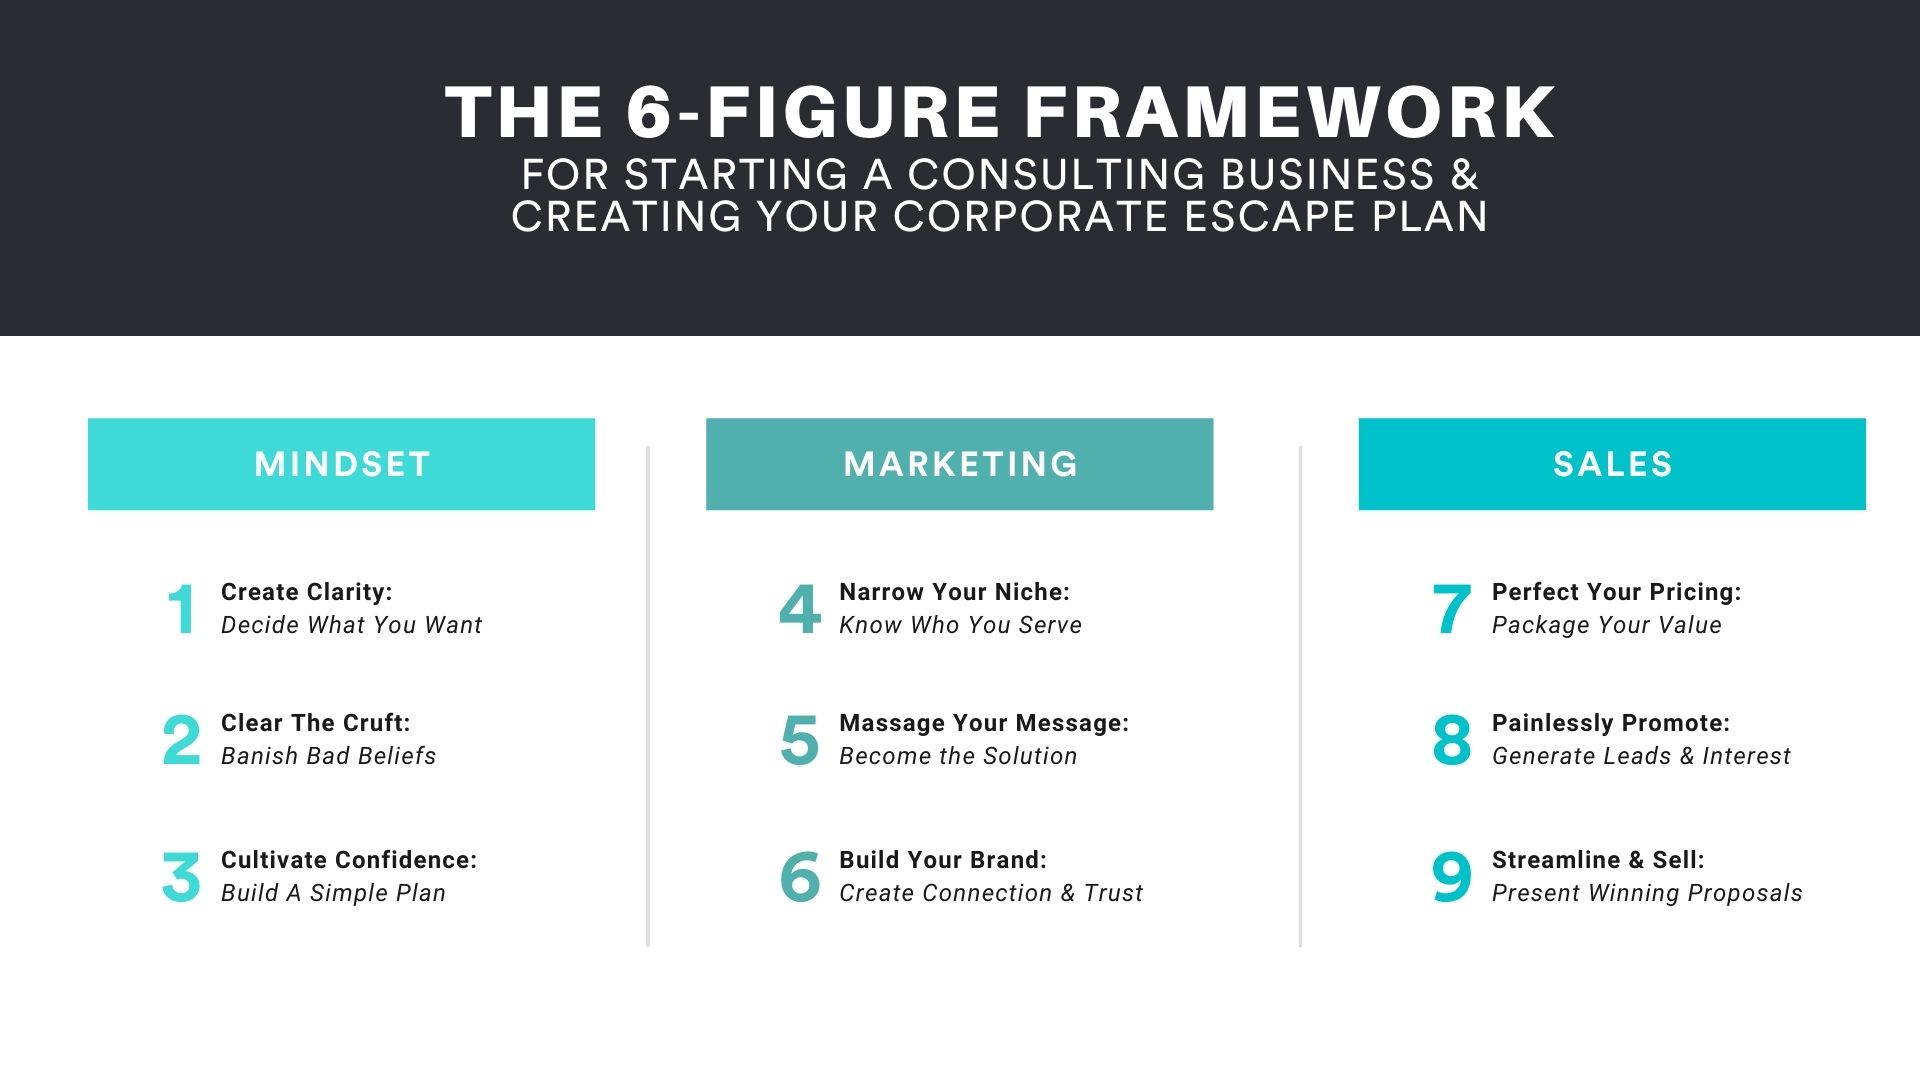 THE 6-FIGURE FRAMEWORK
FOR STARTING A CONSULTING BUSINESS &
CREATING YOUR CORPORATE ESCAPE PLAN
MINDSET
1 Create Clarity:
Decide What You Want
2 Clear The Cruft:
Banish Bad Beliefs
3 Cultivate Confidence:
Build A Simple Plan
MARKETING
4 Narrow Your Niche:
Know Who You Serve
5 Massage Your Message:
Become the Solution
6 Build Your Brand:
Create Connection & Trust
SALES
7 Perfect Your Pricing:
Package Your Value
8 Painlessly Promote:
Generate Leads & Interest
9 Streamline & Sell:
Present Winning Proposals